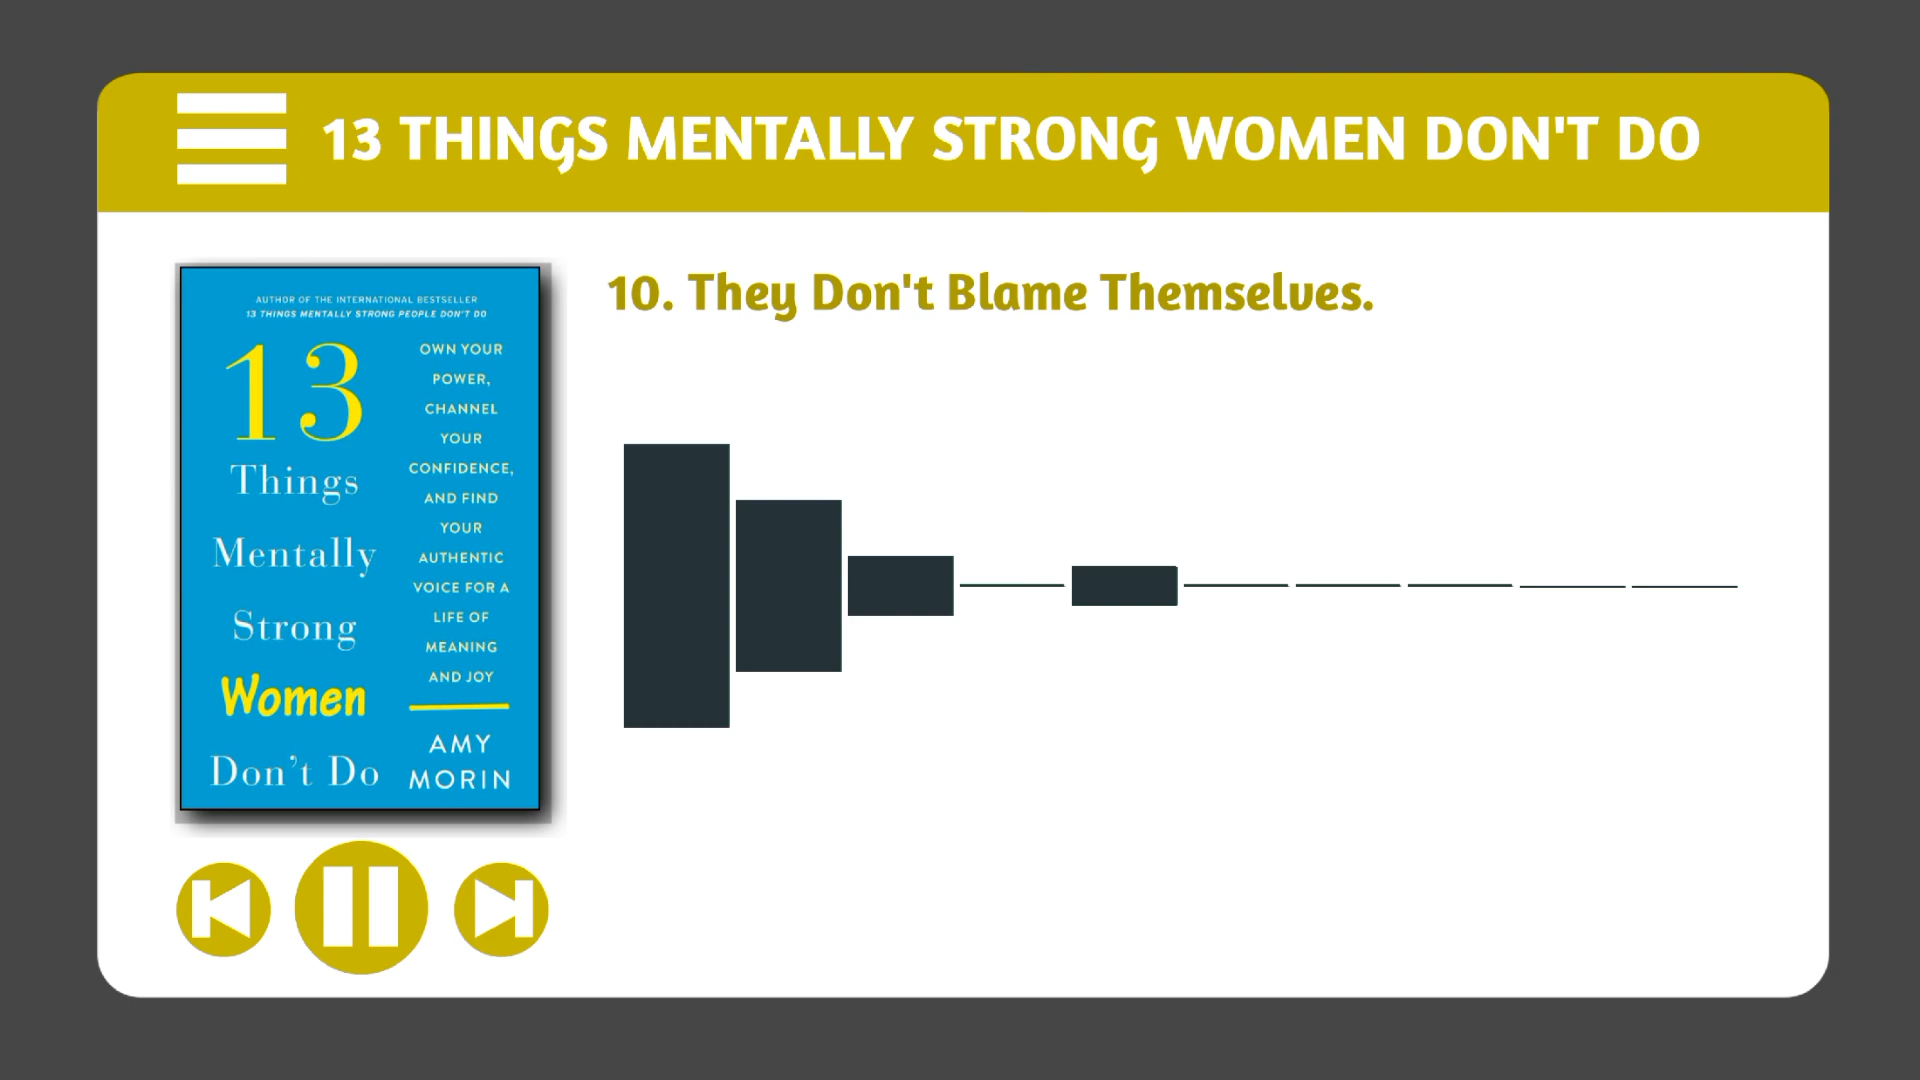 13 THINGS MENTALLY STRONG WOMEN DON'T DO
10. They Don't Blame Themselves.
AUTHOR OF THE INTERNATIONAL BESTSELLER
13 THINGS MENTALLY STRONG PEOPLE DON'T DO
13
Things
Mentally
Strong
Women
Don't Do
OWN YOUR
POWER,
CHANNEL
YOUR
CONFIDENCE,
AND FIND
YOUR
AUTHENTIC
VOICE FOR A
LIFE OF
MEANING
AND JOY
AMY
MORIN